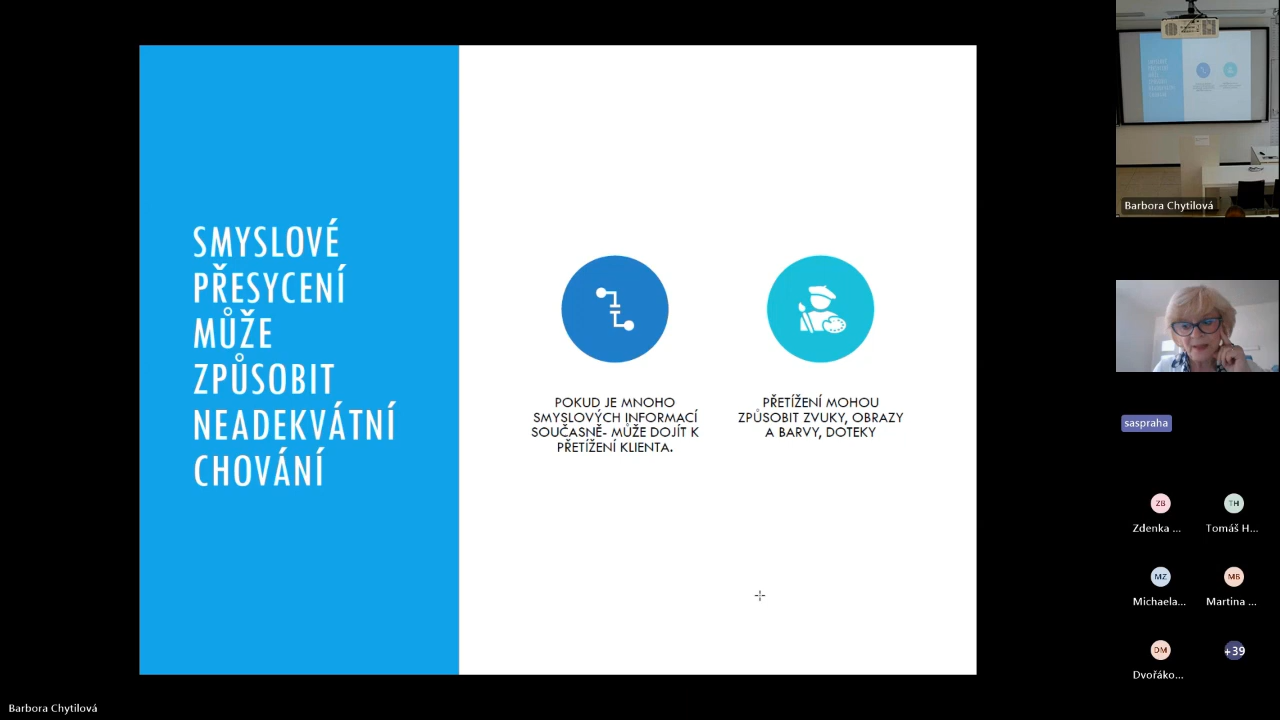 SMYSLOVÉ
PŘESYCENÍ
MŮŽE
ZPŮSOBIT
NEADEKVÁTNÍ
CHOVÁNÍ
POKUD JE MNOHO
SMYSLOVÝCH INFORMACÍ
SOUČASNĚ- MŮŽE DOJÍT K
PŘETÍŽENÍ KLIENTA.
PŘETÍŽENÍ MOHOU
ZPŮSOBIT ZVUKY, OBRAZY
A BARVY, DOTEKY
Barbora Chytilová
saspraha
ZB
TH
Zdenka ...
Tomáš H...
MZ
MB
Michaela...
Martina ...
DM
+39
Dvořáko...
Barbora Chytilová